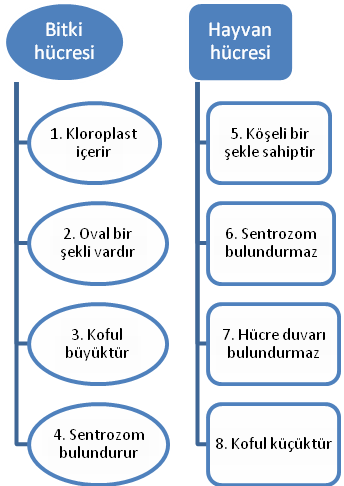 Bitki
hücresi
1. Kloroplast
içerir
2. Oval bir
şekli vardır
3. Koful
büyüktür
4. Sentrozom
bulundurur
Hayvan
hücresi
5. Köşeli bir
şekle sahiptir
6. Sentrozom
bulundurmaz
7. Hücre duvarı
bulundurmaz
8. Koful küçüktür